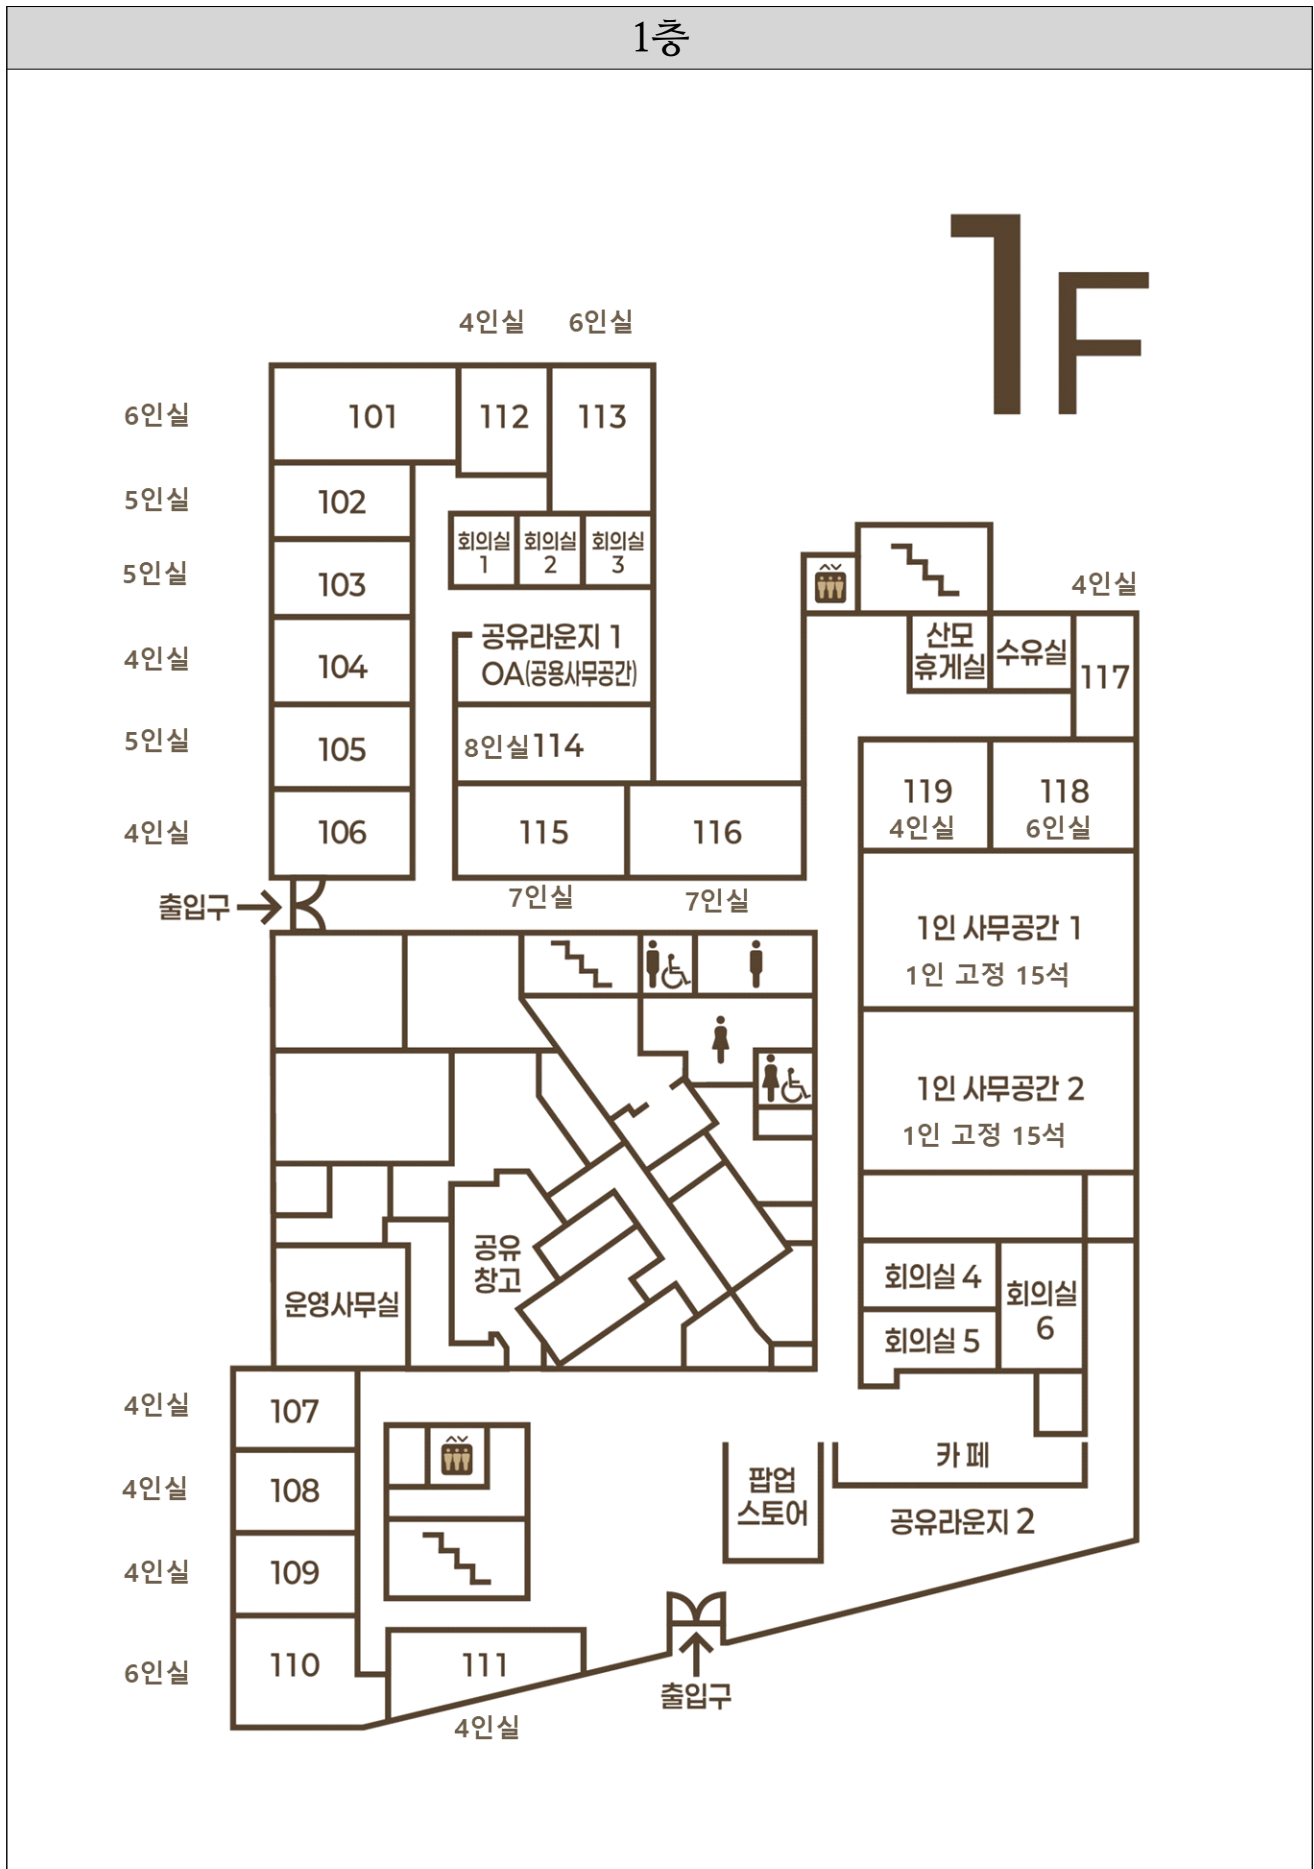 1층
1F
4인실 6인실
6인실 101 112 113
5인실 102
회의실 1
회의실 2
회의실 3
5인실 103
4인실
산모
휴게실
수유실
117
공유라운지 1
OA(공용사무공간)
4인실 104
5인실 105
8인실 114
119
4인실
118
6인실
4인실 106
115
116
7인실
7인실
출입구
1인 사무공간 1
1인 고정 15석
1인 사무공간 2
1인 고정 15석
공유
창고
운영사무실
회의실 4
회의실 5
회의실
6
4인실 107
4인실 108
4인실 109
6인실 110
111
4인실
팝업
스토어
카페
공유라운지 2
출입구